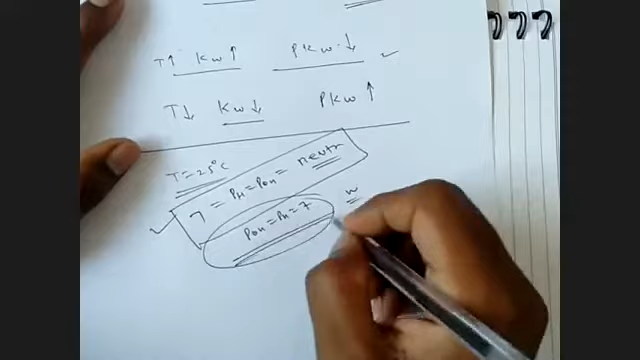 T↑ Kw↑ PKw↓ ✓
T↓ Kw↓ PKw↑
T=25°C
7 = PH = POH = neutr
POH = PH = 7
w